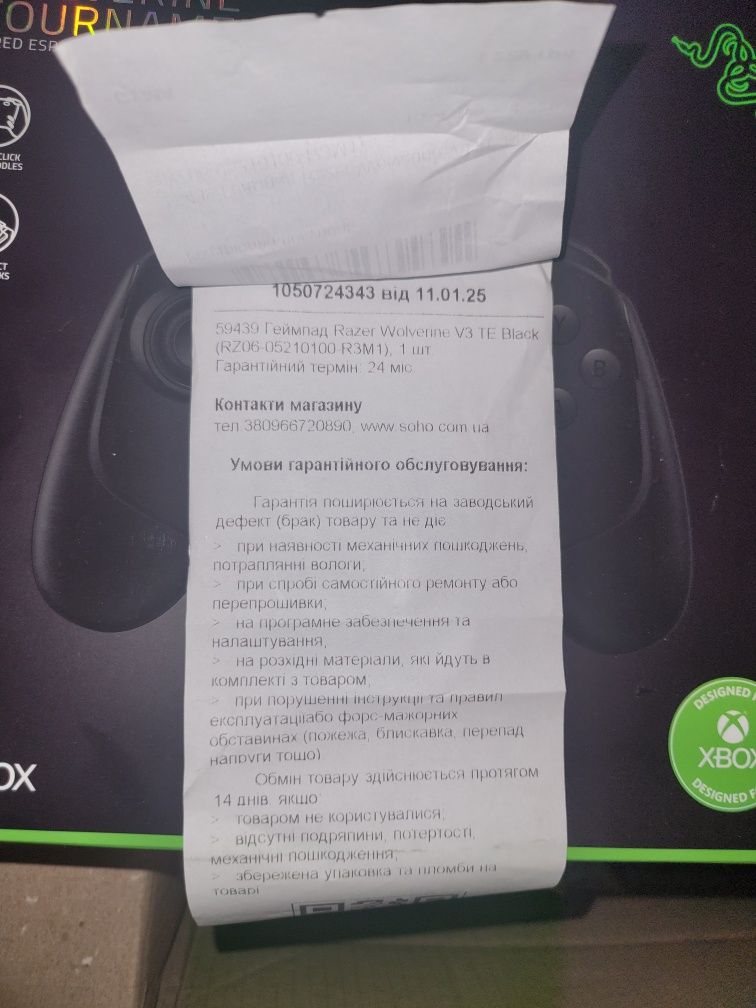 OURNAME
1050724343 від 11.01.25
59439 Геймпад Razer Wolverine V3 TE Black
(RZ06-05210100-R3M1), 1 шт.
Гарантійний термін: 24 міс.
Контакти магазину
тел.380966720890, www.soho.com.ua
Умови гарантійного обслуговування:
Гарантія поширюється на заводський
дефект (брак) товару та не діє
> при наявності механічних пошкоджень,
потраплянні вологи;
> при спробі самостійного ремонту або
перепрошивки;
> на програмне забезпечення та
налаштування,
> на розхідні матеріали, які йдуть в
комплекті з товаром,
> при порушенні інструкції та правил
експлуатаціїабо форс-мажорних
обставинах (пожежа, блискавка, перепад
напруги тощо)
Обмін товару здійснюється протягом
14 днів, якщо:
> товаром не користувалися;
> відсутні подряпини, потертості,
механічні пошкодження;
> збережена упаковка та пломби на
товарі
B
DESIGNED
XBOX
DESIGNED
OX